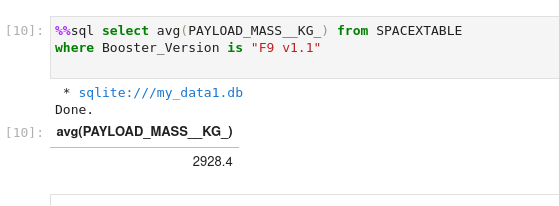 [10]: %%sql select avg(PAYLOAD_MASS__KG_) from SPACEXTABLE
where Booster_Version is "F9 v1.1"
* sqlite:///my_data1.db
Done.
[10]: avg(PAYLOAD_MASS__KG_)
2928.4